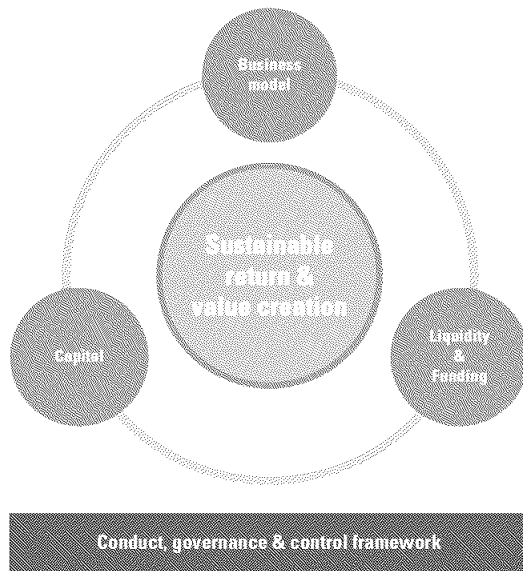 Business
model
Sustainable
return &
value creation
Capital
Liquidity
&
Funding
Conduct, governance & control framework